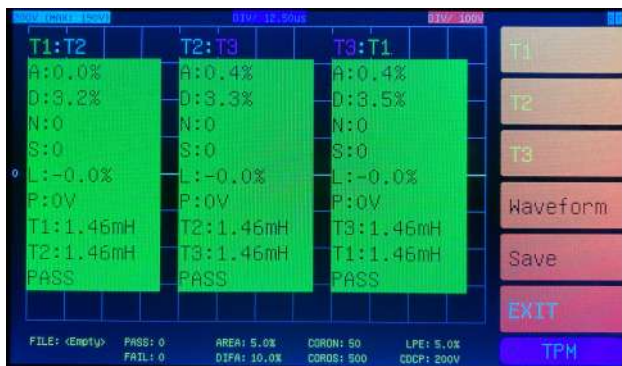 DIV/ 12.50us
DIV/ 100V
T1:T2
A:0.0%
D:3.2%
N:0
S:0
L:-0.0%
P:0V
T1:1.46mH
T2:1.46mH
PASS
T2:T3
A:0.4%
D:3.3%
N:0
S:0
L:-0.0%
P:0V
T2:1.46mH
T3:1.46mH
PASS
T3:T1
A:0.4%
D:3.5%
N:0
S:0
L:-0.0%
P:0V
T3:1.46mH
T1:1.46mH
PASS
0
T1
T2
T3
Waveform
Save
EXIT
TPM
FILE: <Empty>
PASS: 0
FAIL: 0
AREA: 5.0%
DIFA: 10.0%
CORON: 50
COROS: 500
LPE: 5.0%
CDCP: 200V